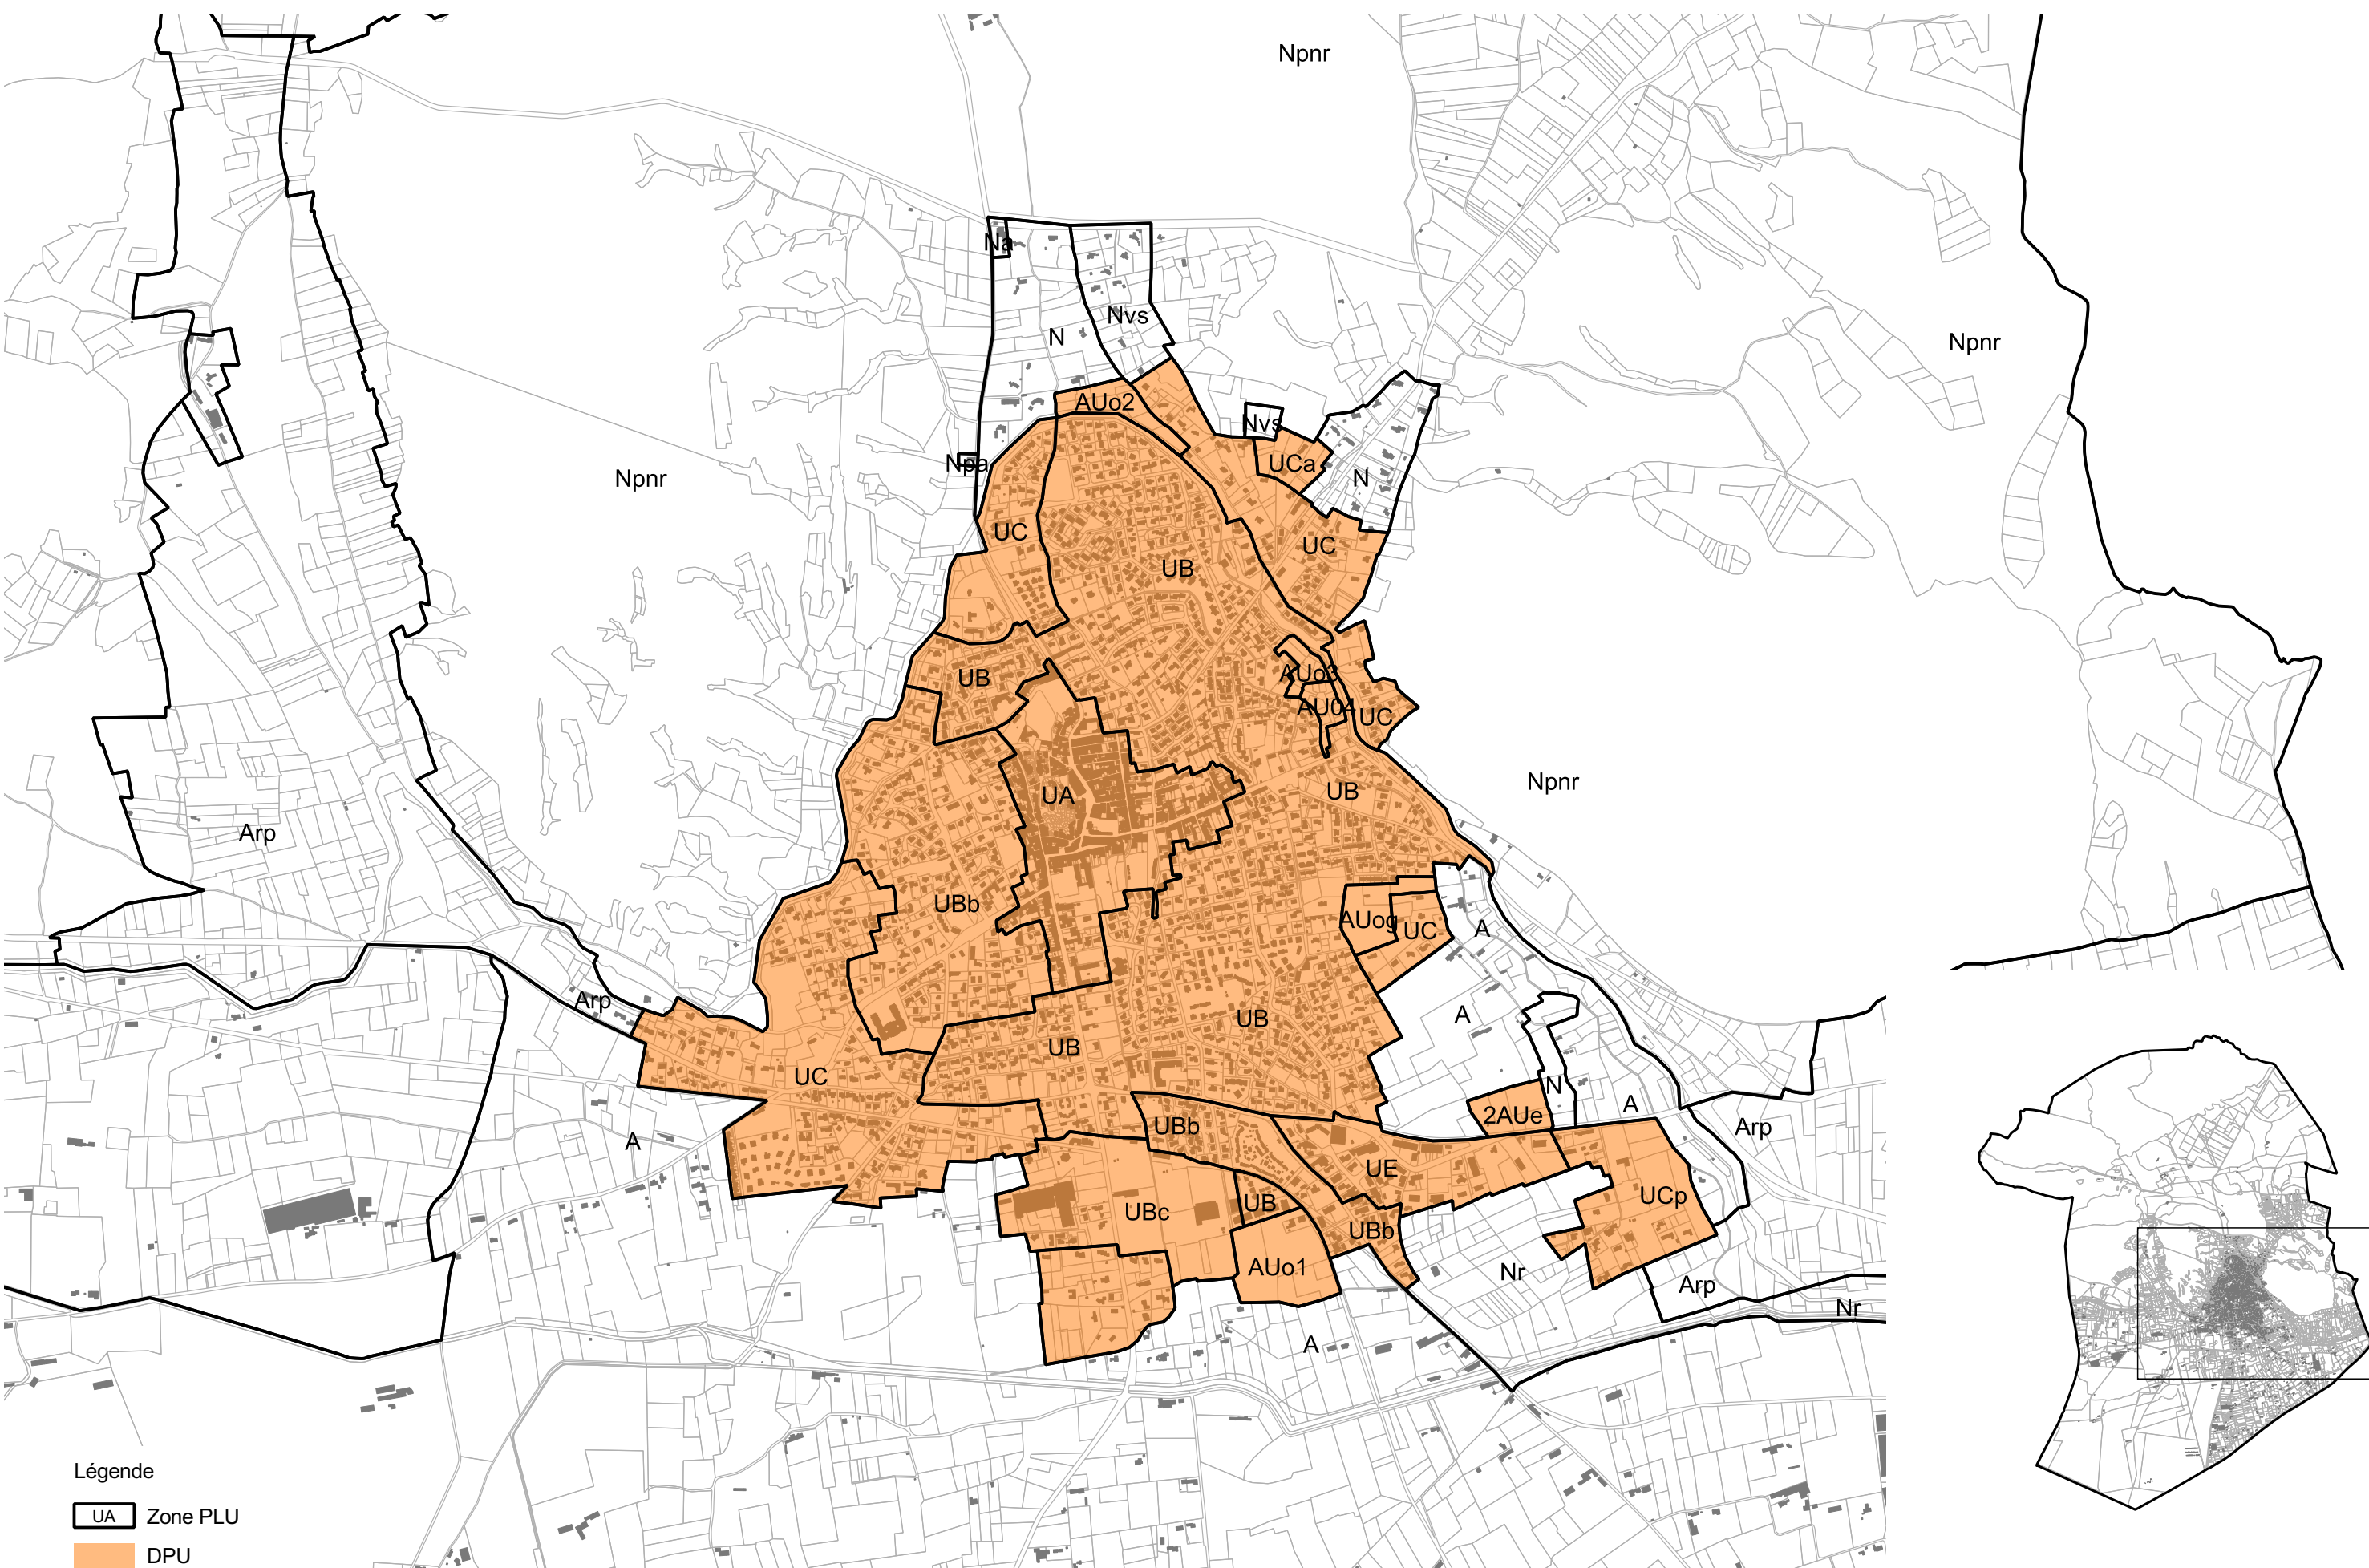 Npnr
Na
Nvs
N
Npnr
AUo2
Nvs
UCa
Npa
Npnr
N
UC
UC
UB
UB
AUo3
AU04
UC
Npnr
UB
UA
Arp
UBb
AUog
UC
A
Arp
A
UB
UB
UC
N
2AUe
A
UBb
Arp
A
UE
UCp
UB
UBc
UBb
AUo1
Nr
Arp
Nr
A
Légende
UA Zone PLU
DPU